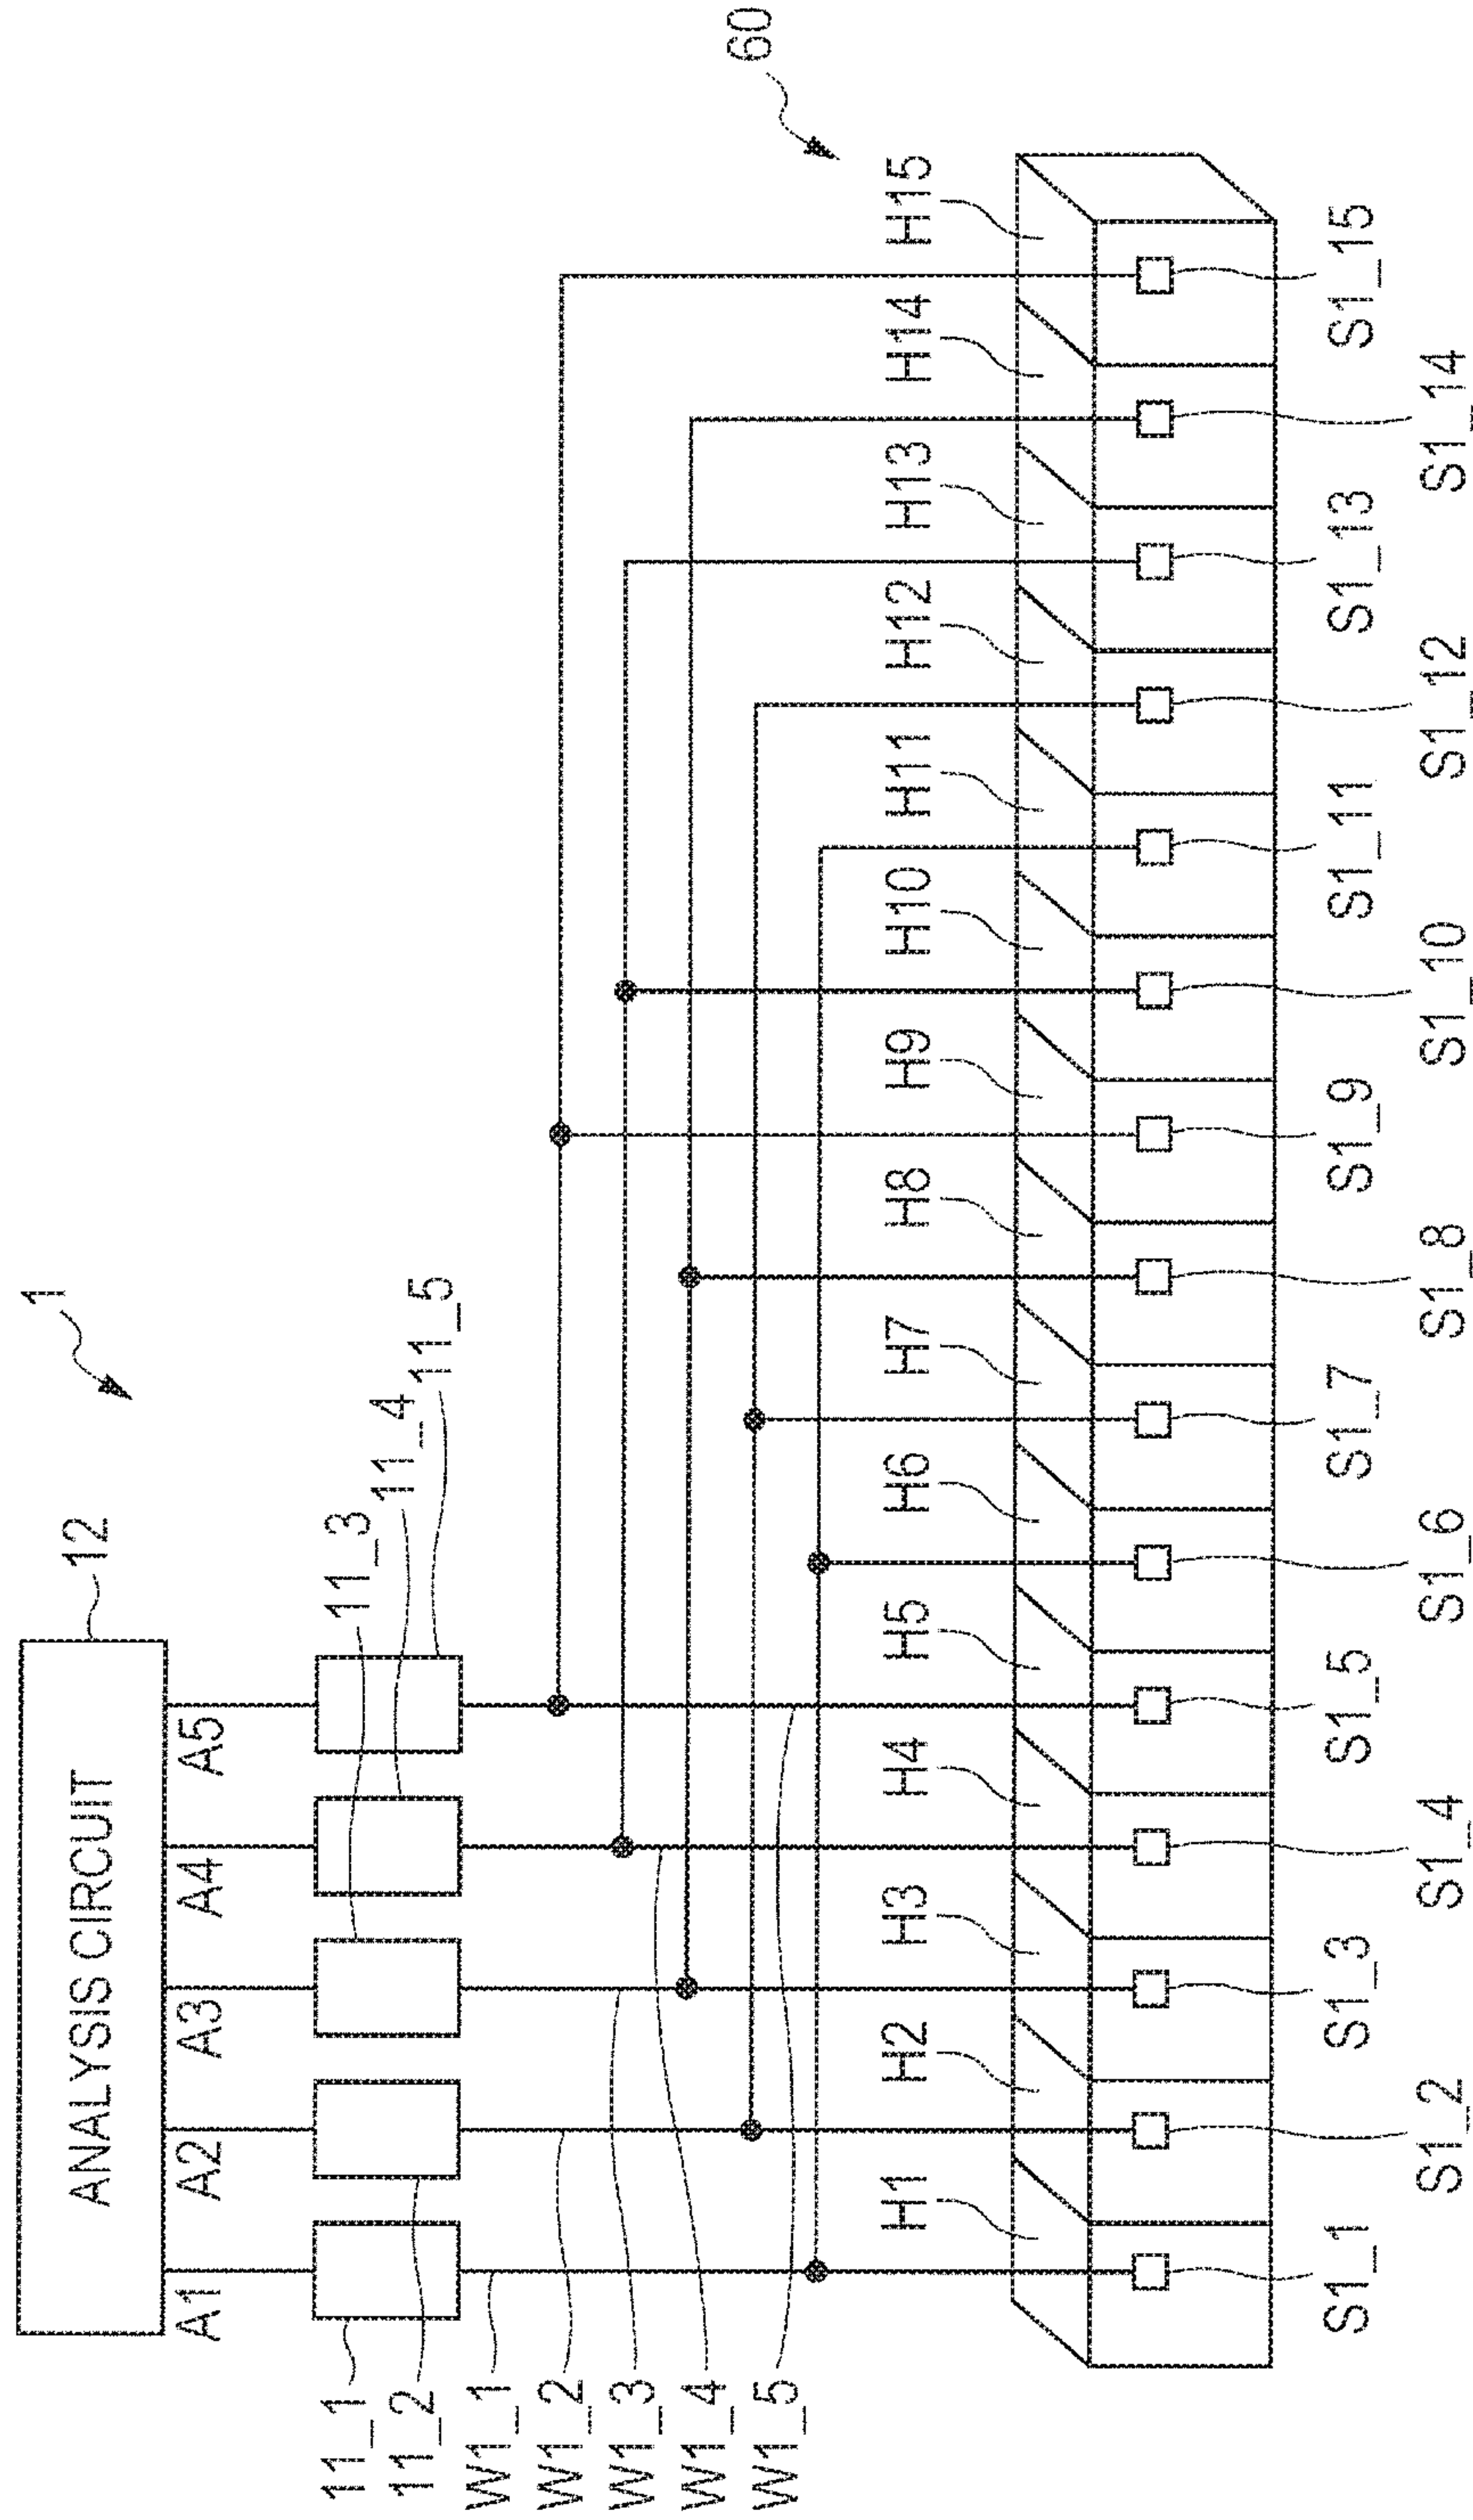 1
ANALYSIS CIRCUIT
12
A1
A2
A3
A4
A5
11_1
11_2
11_3
11_4
11_5
W1_1
W1_2
W1_3
W1_4
W1_5
60
H1
H2
H3
H4
H5
H6
H7
H8
H9
H10
H11
H12
H13
H14
H15
S1_1
S1_2
S1_3
S1_4
S1_5
S1_6
S1_7
S1_8
S1_9
S1_10
S1_11
S1_12
S1_13
S1_14
S1_15